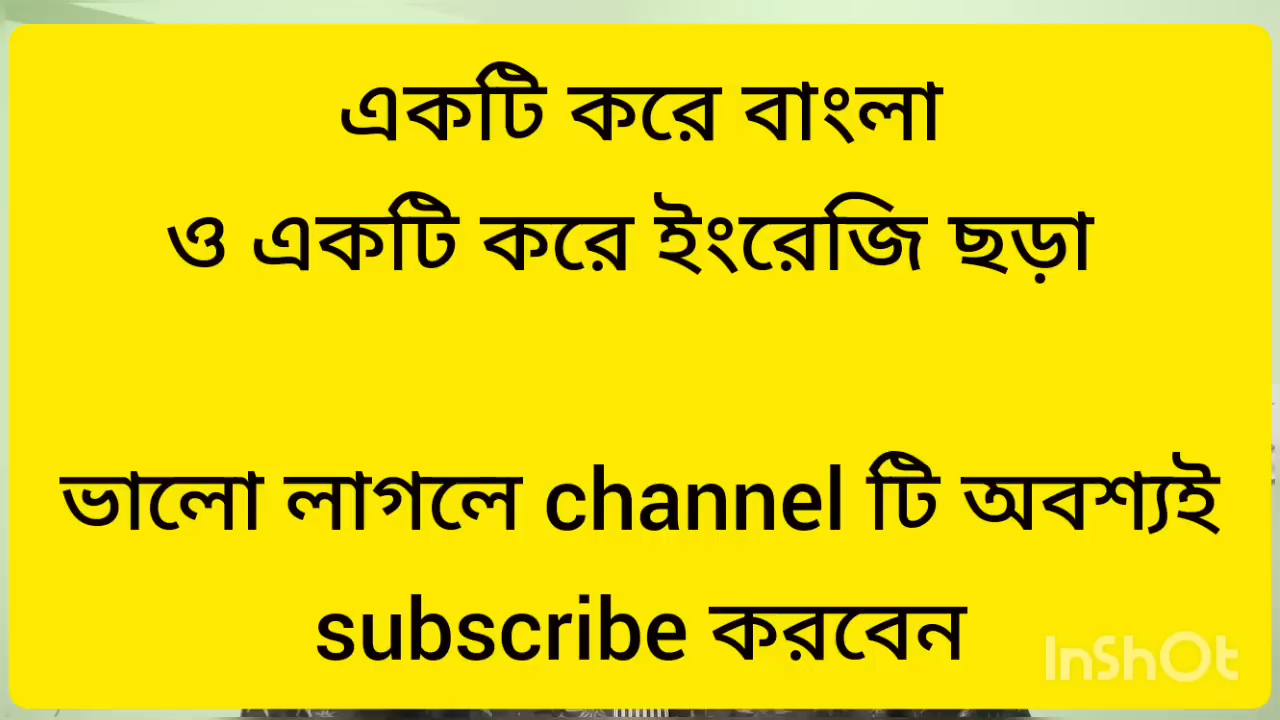 একটি করে বাংলা
ও একটি করে ইংরেজি ছড়া
ভালো লাগলে channel টি অবশ্যই
subscribe করবেন
InShOt